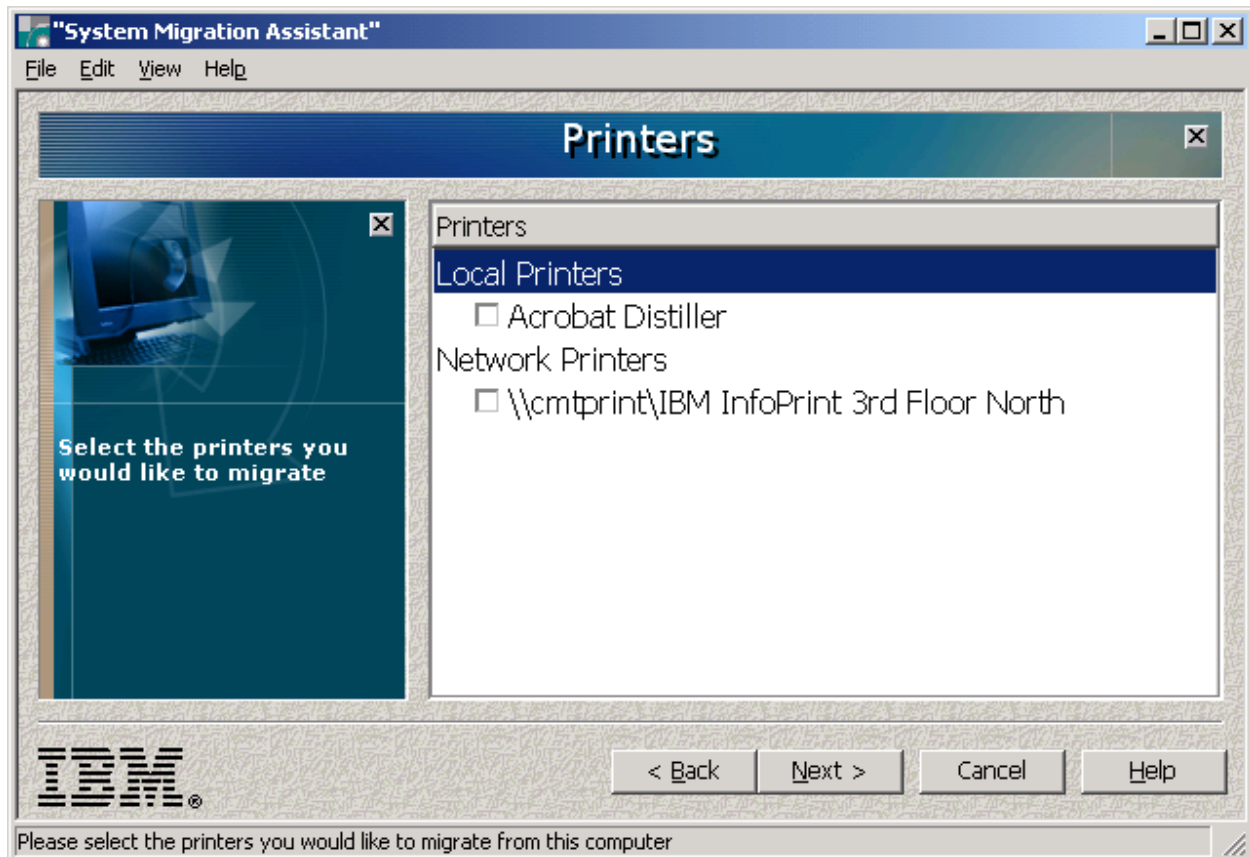 "System Migration Assistant"
File Edit View Help
Printers
Select the printers you
would like to migrate
Printers
Local Printers
Acrobat Distiller
Network Printers
\\cmtprint\IBM InfoPrint 3rd Floor North
IBM®
< Back Next > Cancel Help
Please select the printers you would like to migrate from this computer